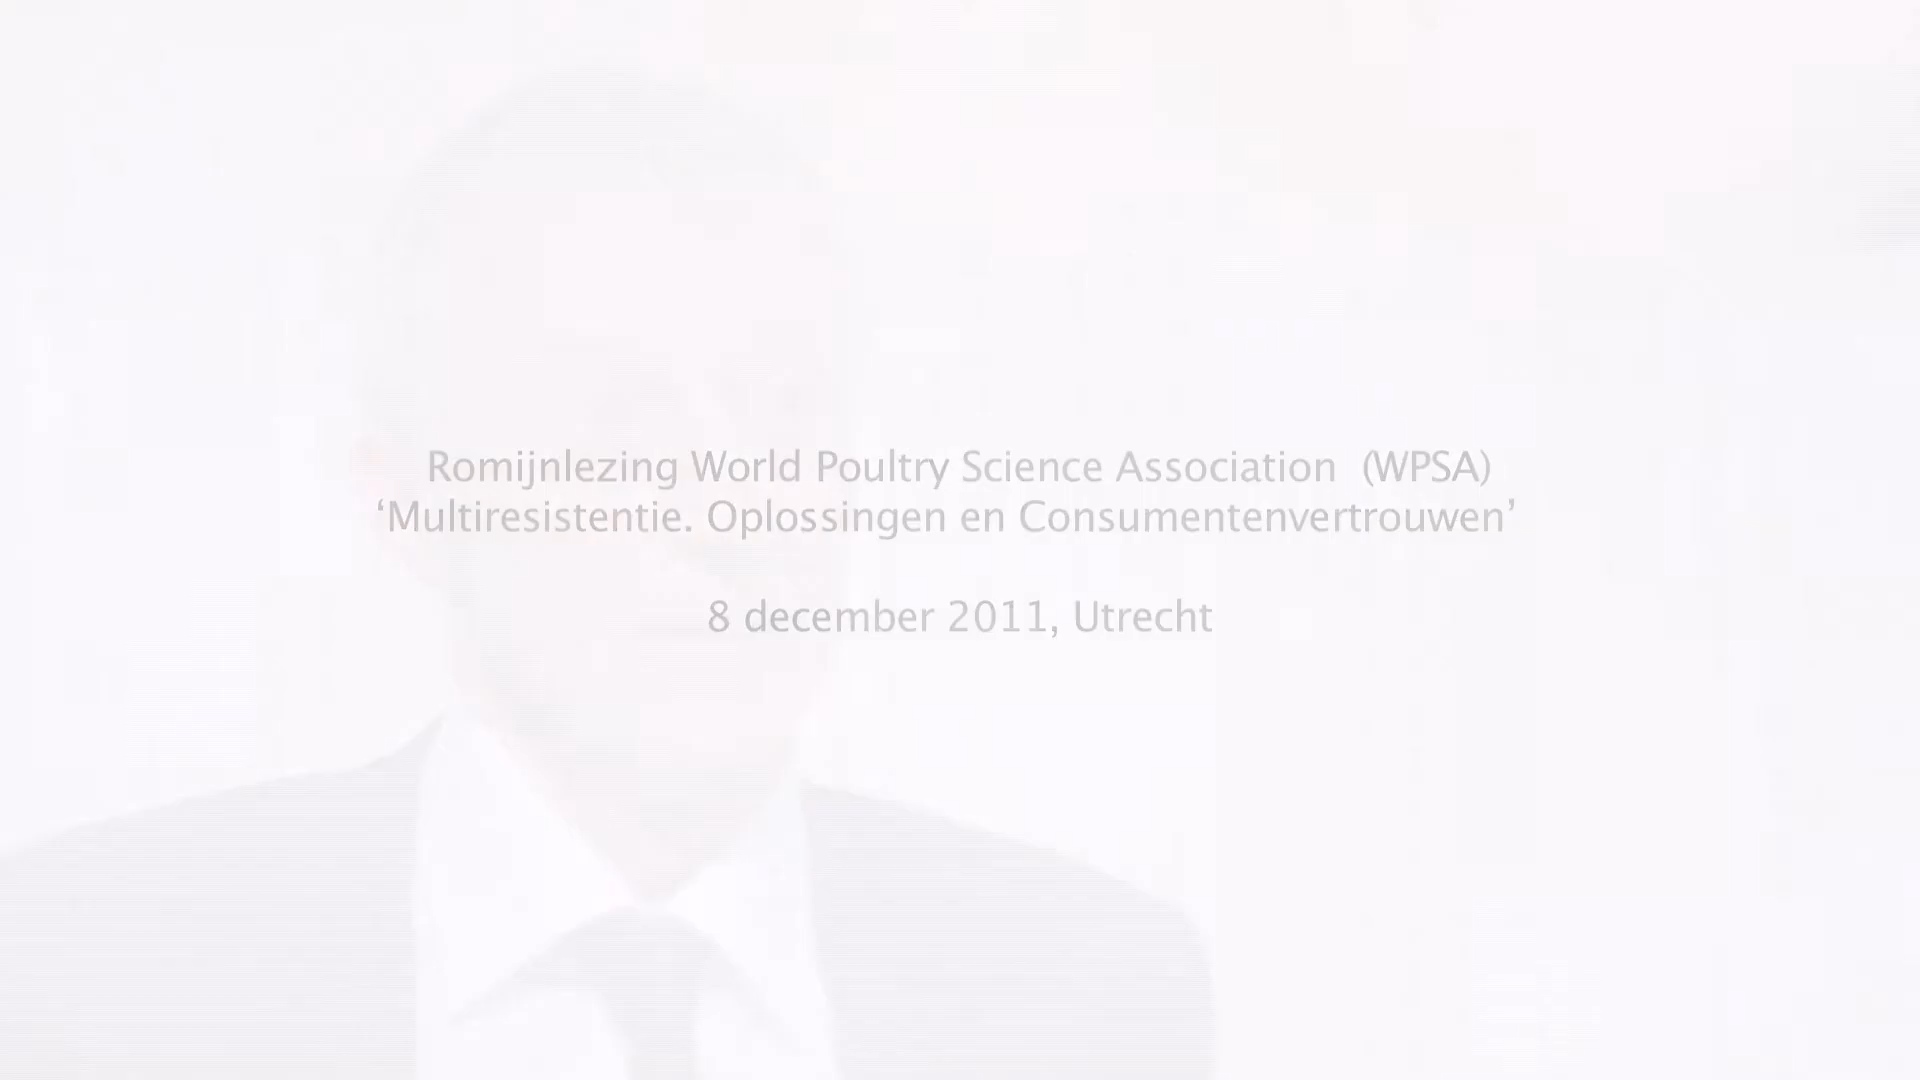 Romijnlezing World Poultry Science Association (WPSA)
‘Multiresistentie. Oplossingen en Consumentenvertrouwen’
8 december 2011, Utrecht